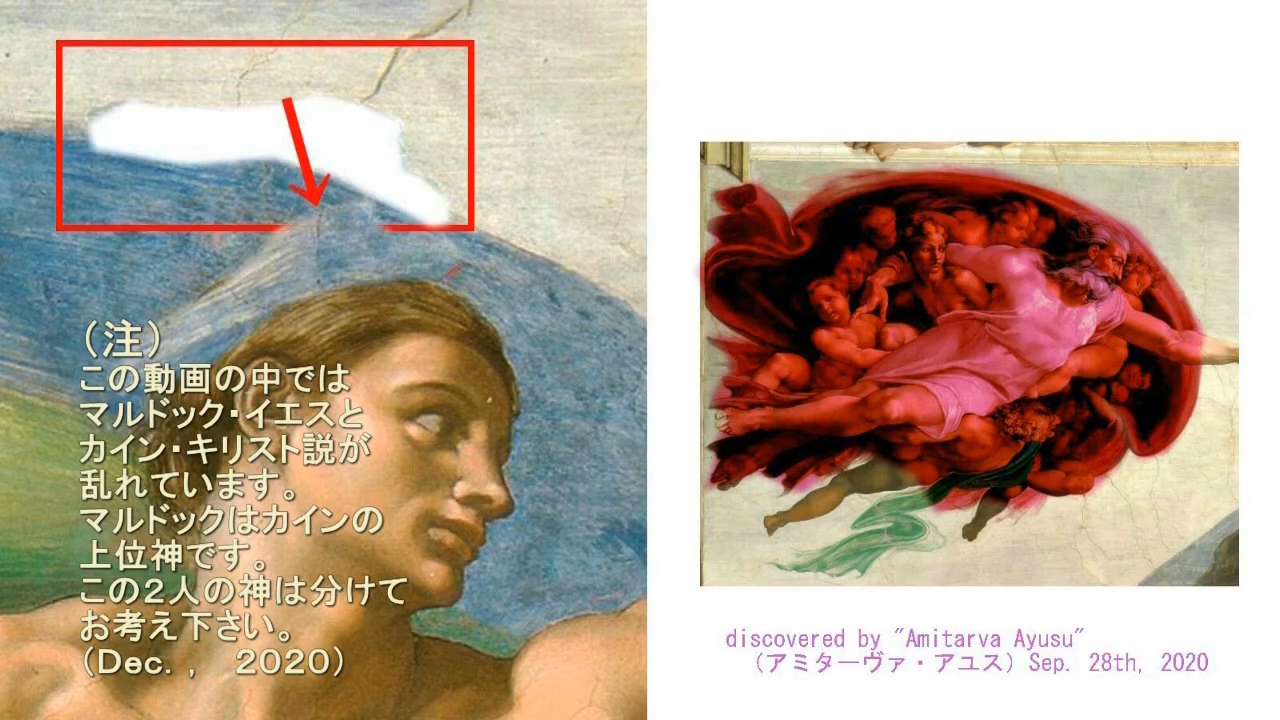 （注）
この動画の中では
マルドック・イエスと
カイン・キリスト説が
乱れています。
マルドックはカインの
上位神です。
この２人の神は分けて
お考え下さい。
（Dec.，　2020）
discovered by "Amitarva Ayusu"
（アミターヴァ・アユス）Sep. 28th, 2020